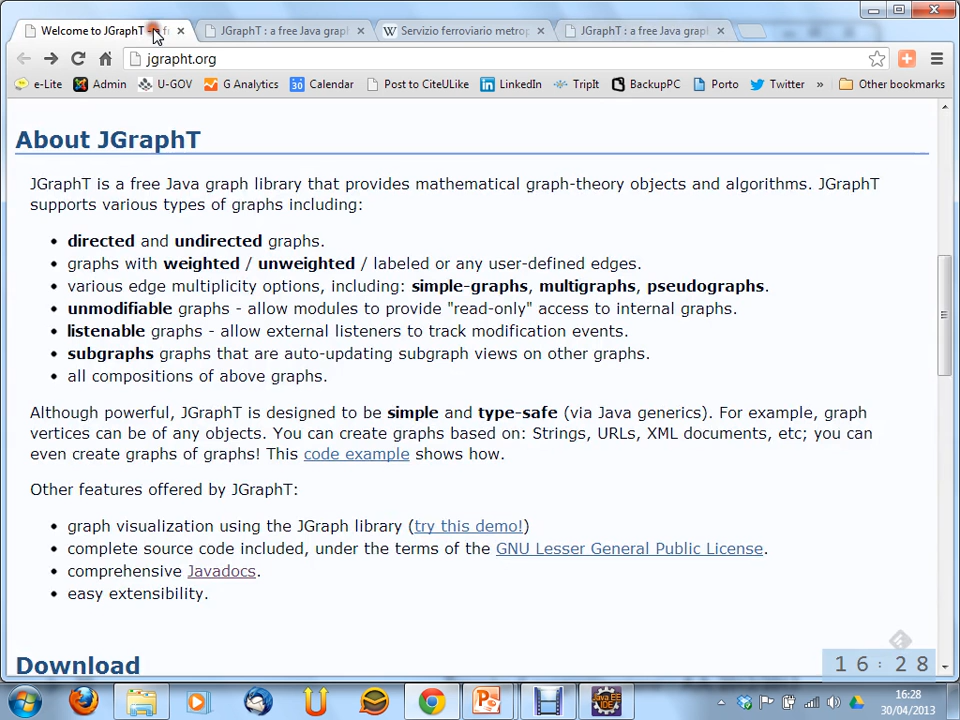 Welcome to JGraphT
JGraphT : a free Java grap
Servizio ferroviario metrop
JGraphT : a free Java grap
jgrapht.org
e-Lite
Admin
U-GOV
G Analytics
30
Calendar
Post to CiteULike
LinkedIn
TripIt
BackupPC
Porto
Twitter
»
Other bookmarks
About JGraphT
JGraphT is a free Java graph library that provides mathematical graph-theory objects and algorithms. JGraphT
supports various types of graphs including:
• directed and undirected graphs.
• graphs with weighted / unweighted / labeled or any user-defined edges.
• various edge multiplicity options, including: simple-graphs, multigraphs, pseudographs.
• unmodifiable graphs - allow modules to provide "read-only" access to internal graphs.
• listenable graphs - allow external listeners to track modification events.
• subgraphs graphs that are auto-updating subgraph views on other graphs.
• all compositions of above graphs.
Although powerful, JGraphT is designed to be simple and type-safe (via Java generics). For example, graph
vertices can be of any objects. You can create graphs based on: Strings, URLs, XML documents, etc; you can
even create graphs of graphs! This code example shows how.
Other features offered by JGraphT:
• graph visualization using the JGraph library (try this demo!)
• complete source code included, under the terms of the GNU Lesser General Public License.
• comprehensive Javadocs.
• easy extensibility.
Download
16:28
Java EE
IDE
16:28
30/04/2013